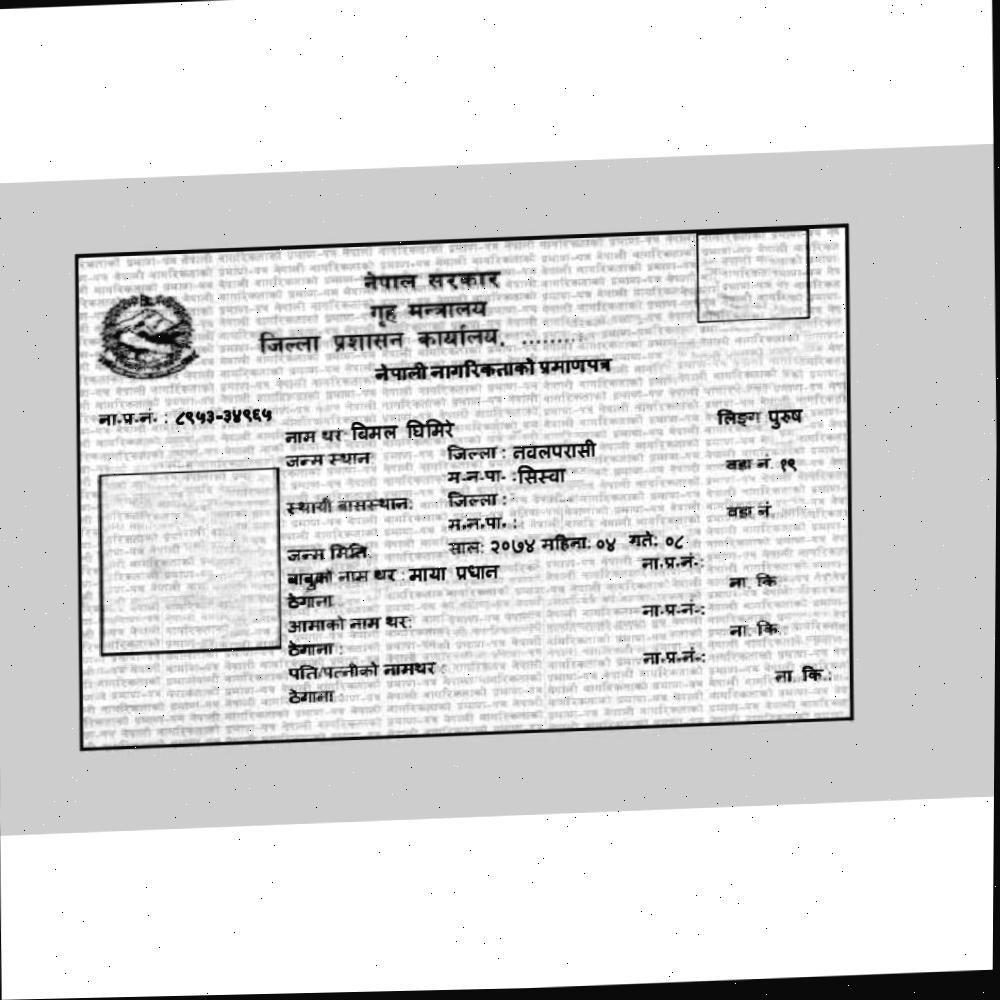 नेपाल सरकार
गृह मन्त्रालय
जिल्ला प्रशासन कार्यालय, ........
नेपाली नागरिकताको प्रमाणपत्र
ना.प्र.नं. : ८९५३-३४९६५
लिङ्ग पुरुष
नाम थर बिमल घिमिरे
जन्म स्थान जिल्ला : नवलपरासी
म.न.पा. :सिस्वा वडा नं. १९
स्थायी बासस्थान: जिल्ला :
म.न.पा. : वडा नं.
जन्म मिति साल: २०७४ महिना: ०४ गते: ०८
बाबुको नाम थर : माया प्रधान ना.प्र.नं.:
ठेगाना ना. कि
आमाको नाम थर: ना.प्र.नं.:
ठेगाना : ना. कि.
पति/पत्नीको नामथर : ना.प्र.नं.:
ठेगाना ना. कि.: